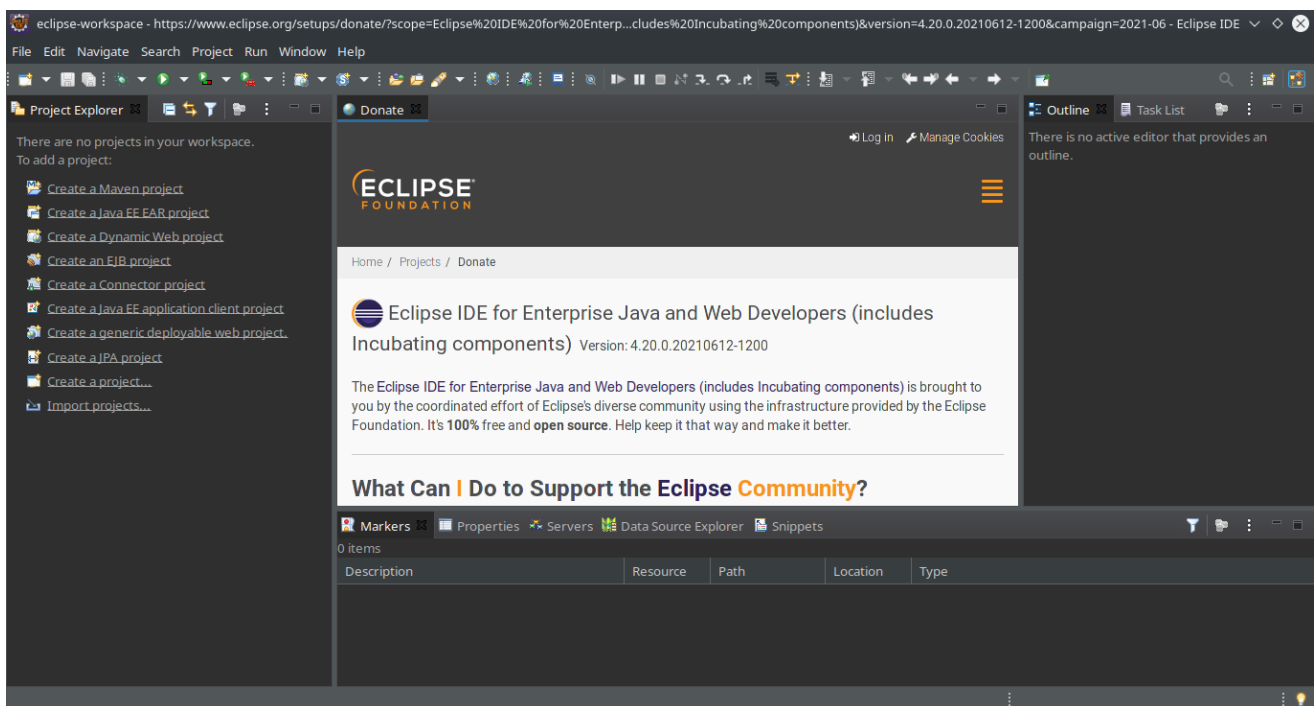 eclipse-workspace - https://www.eclipse.org/setups/donate/?scope=Eclipse%20IDE%20for%20Enterp...cludes%20Incubating%20components)&version=4.20.0.20210612-1200&campaign=2021-06 - Eclipse IDE
File Edit Navigate Search Project Run Window Help
Project Explorer
There are no projects in your workspace.
To add a project:
Create a Maven project
Create a Java EE EAR project
Create a Dynamic Web project
Create an EJB project
Create a Connector project
Create a Java EE application client project
Create a generic deployable web project.
Create a JPA project
Create a project...
Import projects...
Donate
Log in Manage Cookies
ECLIPSE
FOUNDATION
Home / Projects / Donate
Eclipse IDE for Enterprise Java and Web Developers (includes
Incubating components) Version: 4.20.0.20210612-1200
The Eclipse IDE for Enterprise Java and Web Developers (includes Incubating components) is brought to
you by the coordinated effort of Eclipse's diverse community using the infrastructure provided by the Eclipse
Foundation. It's 100% free and open source. Help keep it that way and make it better.
What Can I Do to Support the Eclipse Community?
Outline Task List
There is no active editor that provides an
outline.
Markers Properties Servers Data Source Explorer Snippets
0 items
Description Resource Path Location Type